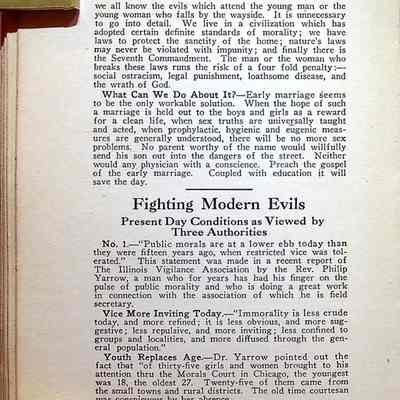 we all know the evils which attend the young man or the
young woman who falls by the wayside. It is unnecessary
to go into detail. We live in a civilization which has
adopted certain definite standards of morality; we have
laws to protect the sanctity of the home; nature's laws
may never be violated with impunity; and finally there is
the Seventh Commandment. The man or the woman who
breaks these laws runs the risk of a four fold penalty:—
social ostracism, legal punishment, loathsome disease, and
the wrath of God.
What Can We Do About It?—Early marriage seems
to be the only workable solution. When the hope of such
a marriage is held out to the boys and girls as a reward
for a clean life, when sex truths are universally taught
and acted, when prophylactic, hygienic and eugenic meas-
ures are generally understood, there will be no more sex
problems. No parent worthy of the name would willfully
send his son out into the dangers of the street. Neither
would any physician with a conscience. Preach the gospel
of the early marriage. Coupled with education it will
save the day.
Fighting Modern Evils
Present Day Conditions as Viewed by
Three Authorities
No. 1.—"Public morals are at a lower ebb today than
they were fifteen years ago, when restricted vice was tol-
erated." This statement was made in a recent report of
The Illinois Vigilance Association by the Rev. Philip
Yarrow, a man who for years has had his finger on the
pulse of public morality and who is doing a great work
in connection with the association of which he is field
secretary.
Vice More Inviting Today.—"Immorality is less crude
today, and more refined; it is less obvious, and more sug-
gestive; less repulsive, and more inviting; less confined to
groups and localities, and more diffused through the gen-
eral population."
Youth Replaces Age.—Dr. Yarrow pointed out the
fact that "of thirty-five girls and women brought to his
attention thru the Morals Court in Chicago, the youngest
was 18, the oldest 27. Twenty-five of them came from
the small towns and rural districts. The old time courtesan
was conspicuous by her absence.